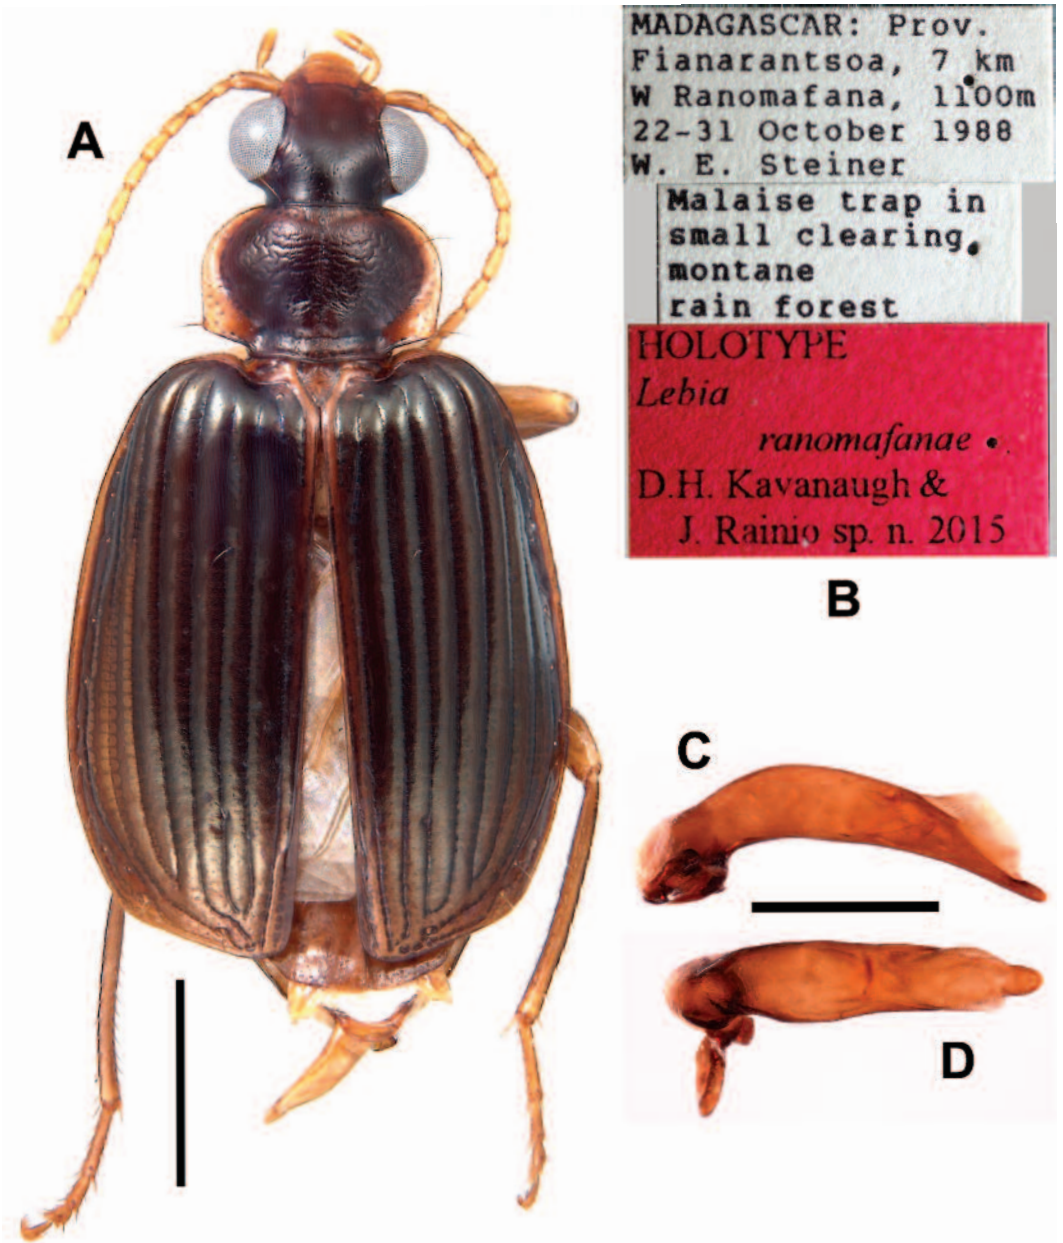 A
MADAGASCAR: Prov.
Fianarantsoa, 7 km
W Ranomafana, 1100m
22-31 October 1988
W. E. Steiner
Malaise trap in
small clearing,
montane
rain forest
HOLOTYPE
Lebia
ranomafanae
D.H. Kavanaugh &
J. Rainio sp. n. 2015
B
C
D